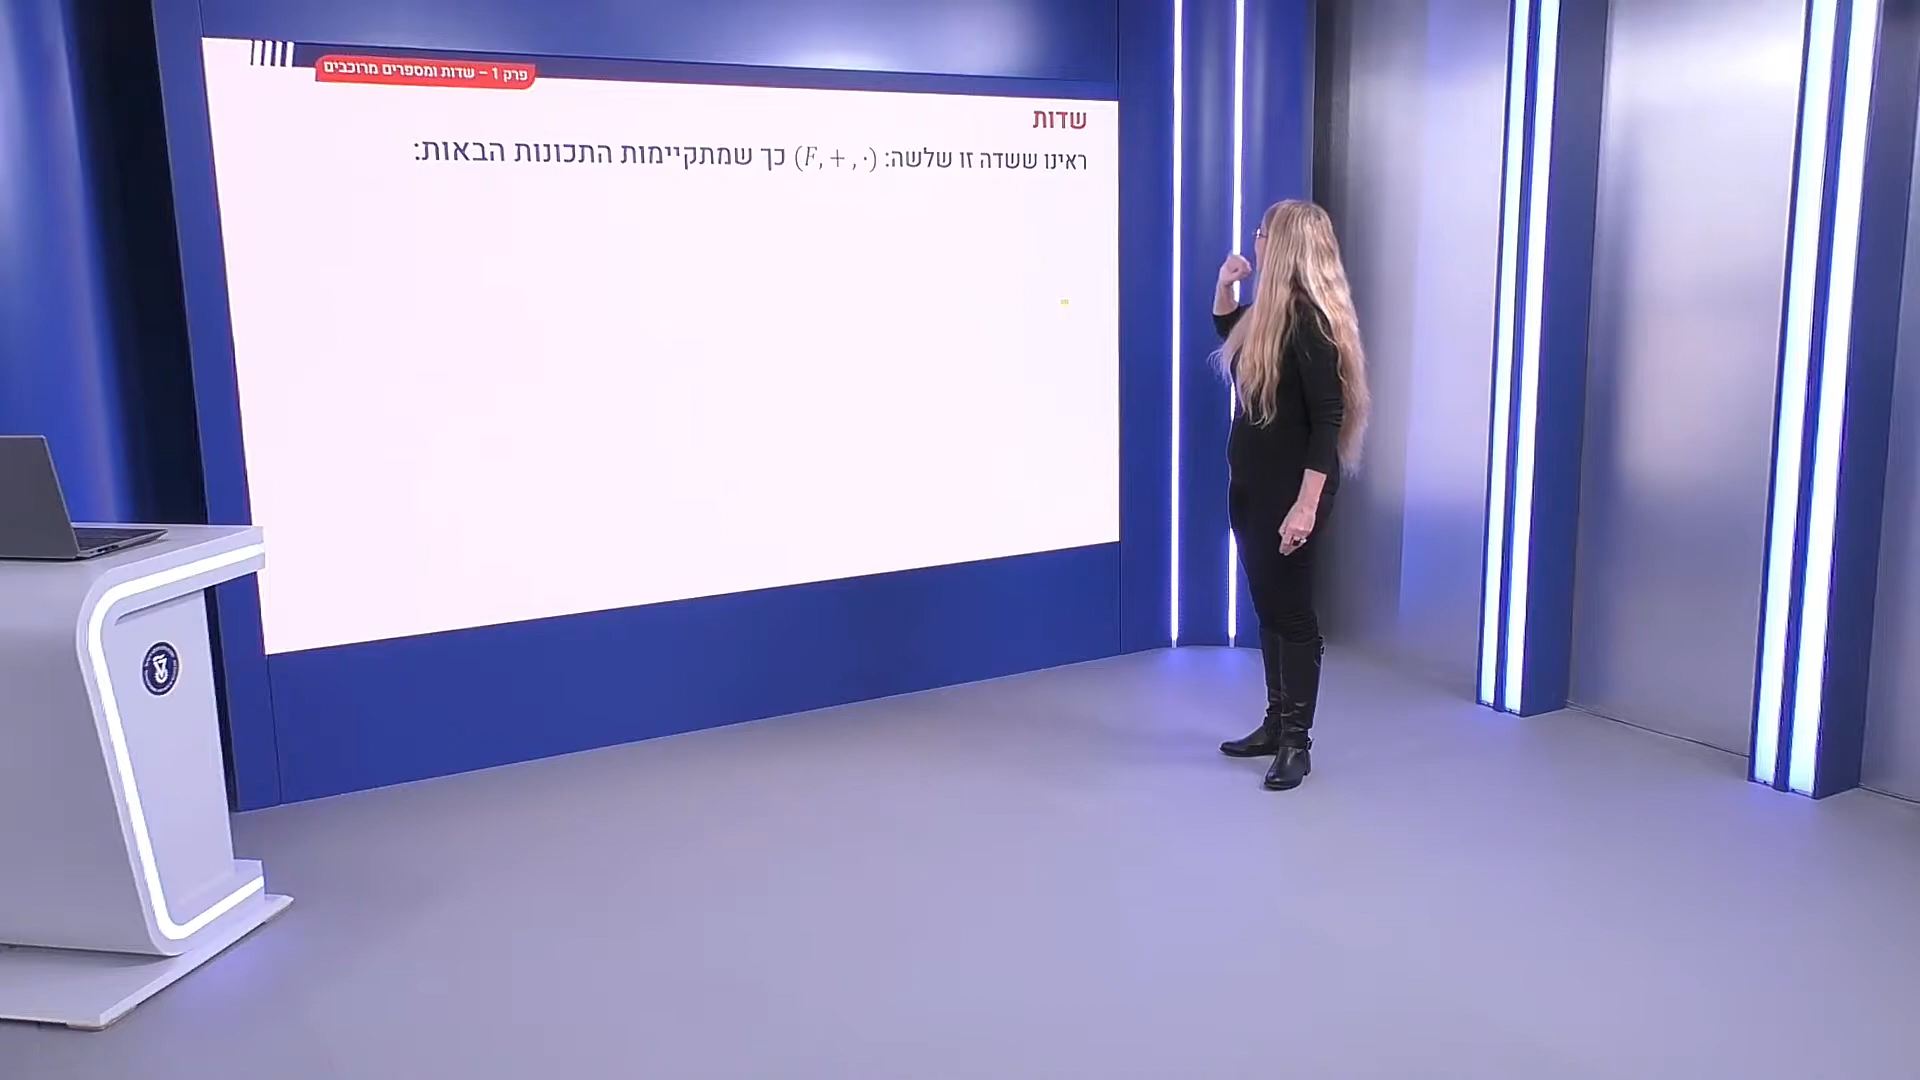 פרק 1 – שדות ומספרים מרוכבים
שדות
ראינו ששדה זו שלשה: (F, +, ·) כך שמתקיימות התכונות הבאות: